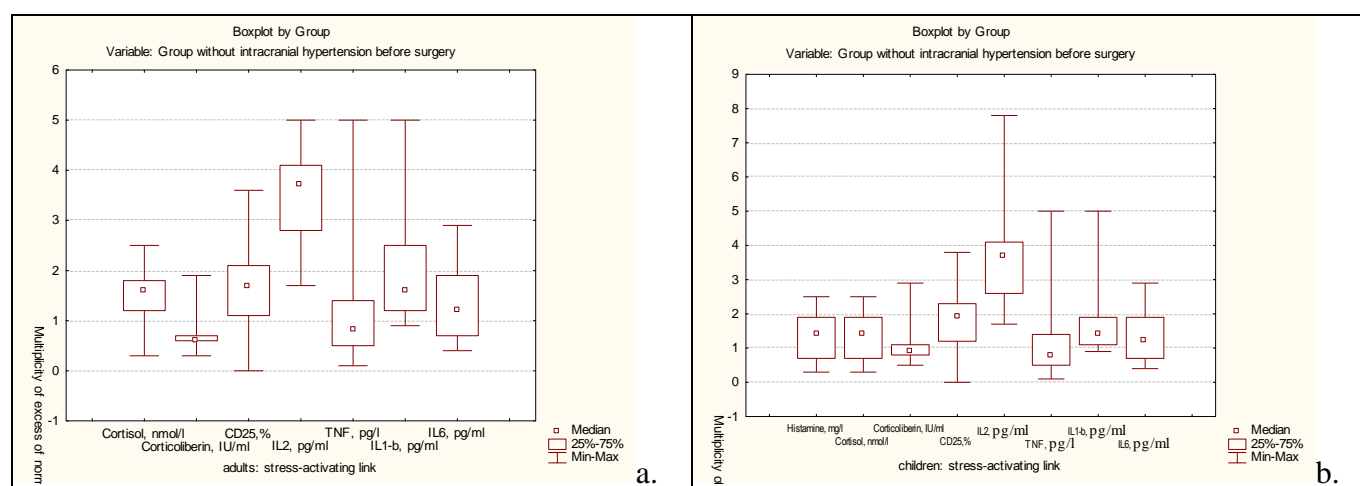 Boxplot by Group
Variable: Group without intracranial hypertension before surgery
6
5
4
3
2
1
0
-1
Multiplicity of excess of norm
Cortisol, nmol/l
Corticoliberin, IU/ml
CD25,%
IL2, pg/ml
TNF, pg/l
IL1-b, pg/ml
IL6, pg/ml
adults: stress-activating link
Median
25%-75%
Min-Max
a.
Boxplot by Group
Variable: Group without intracranial hypertension before surgery
9
8
7
6
5
4
3
2
1
0
-1
Multiplicity of
Histamine, mg/l
Cortisol, nmol/l
Corticoliberin, IU/ml
CD25,%
IL2, pg/ml
TNF, pg/l
IL1-b, pg/ml
IL6, pg/ml
children: stress-activating link
Median
25%-75%
Min-Max
b.